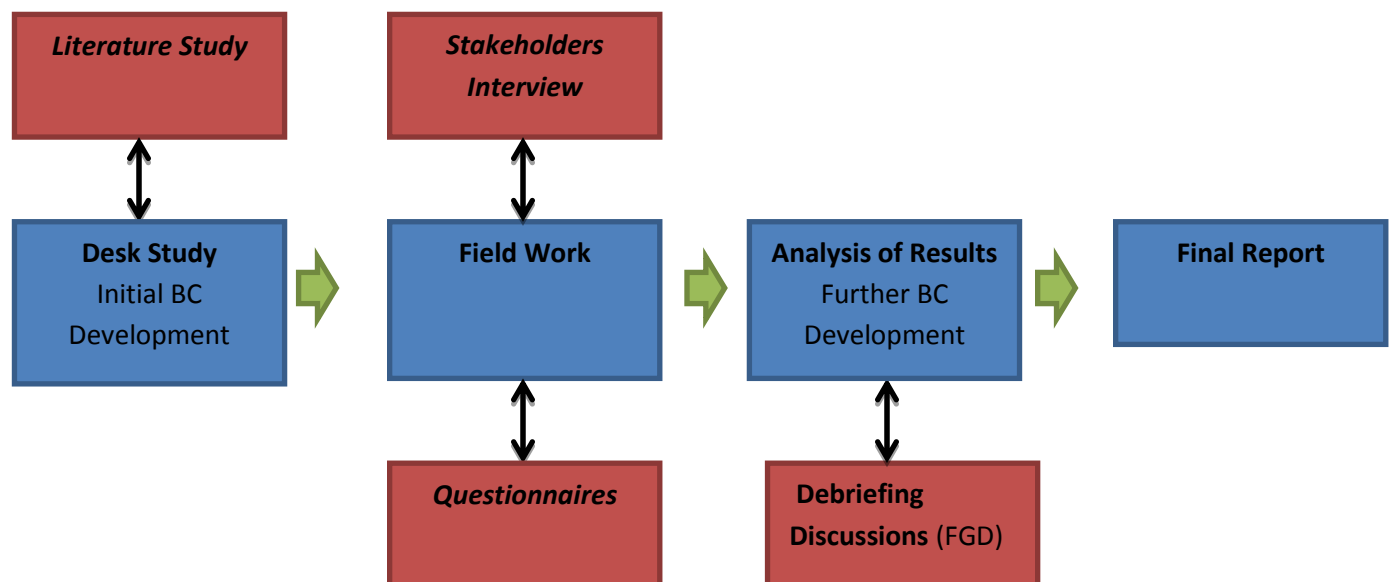 Literature Study
Stakeholders
Interview
Desk Study
Initial BC
Development
Field Work
Analysis of Results
Further BC
Development
Final Report
Questionnaires
Debriefing
Discussions (FGD)